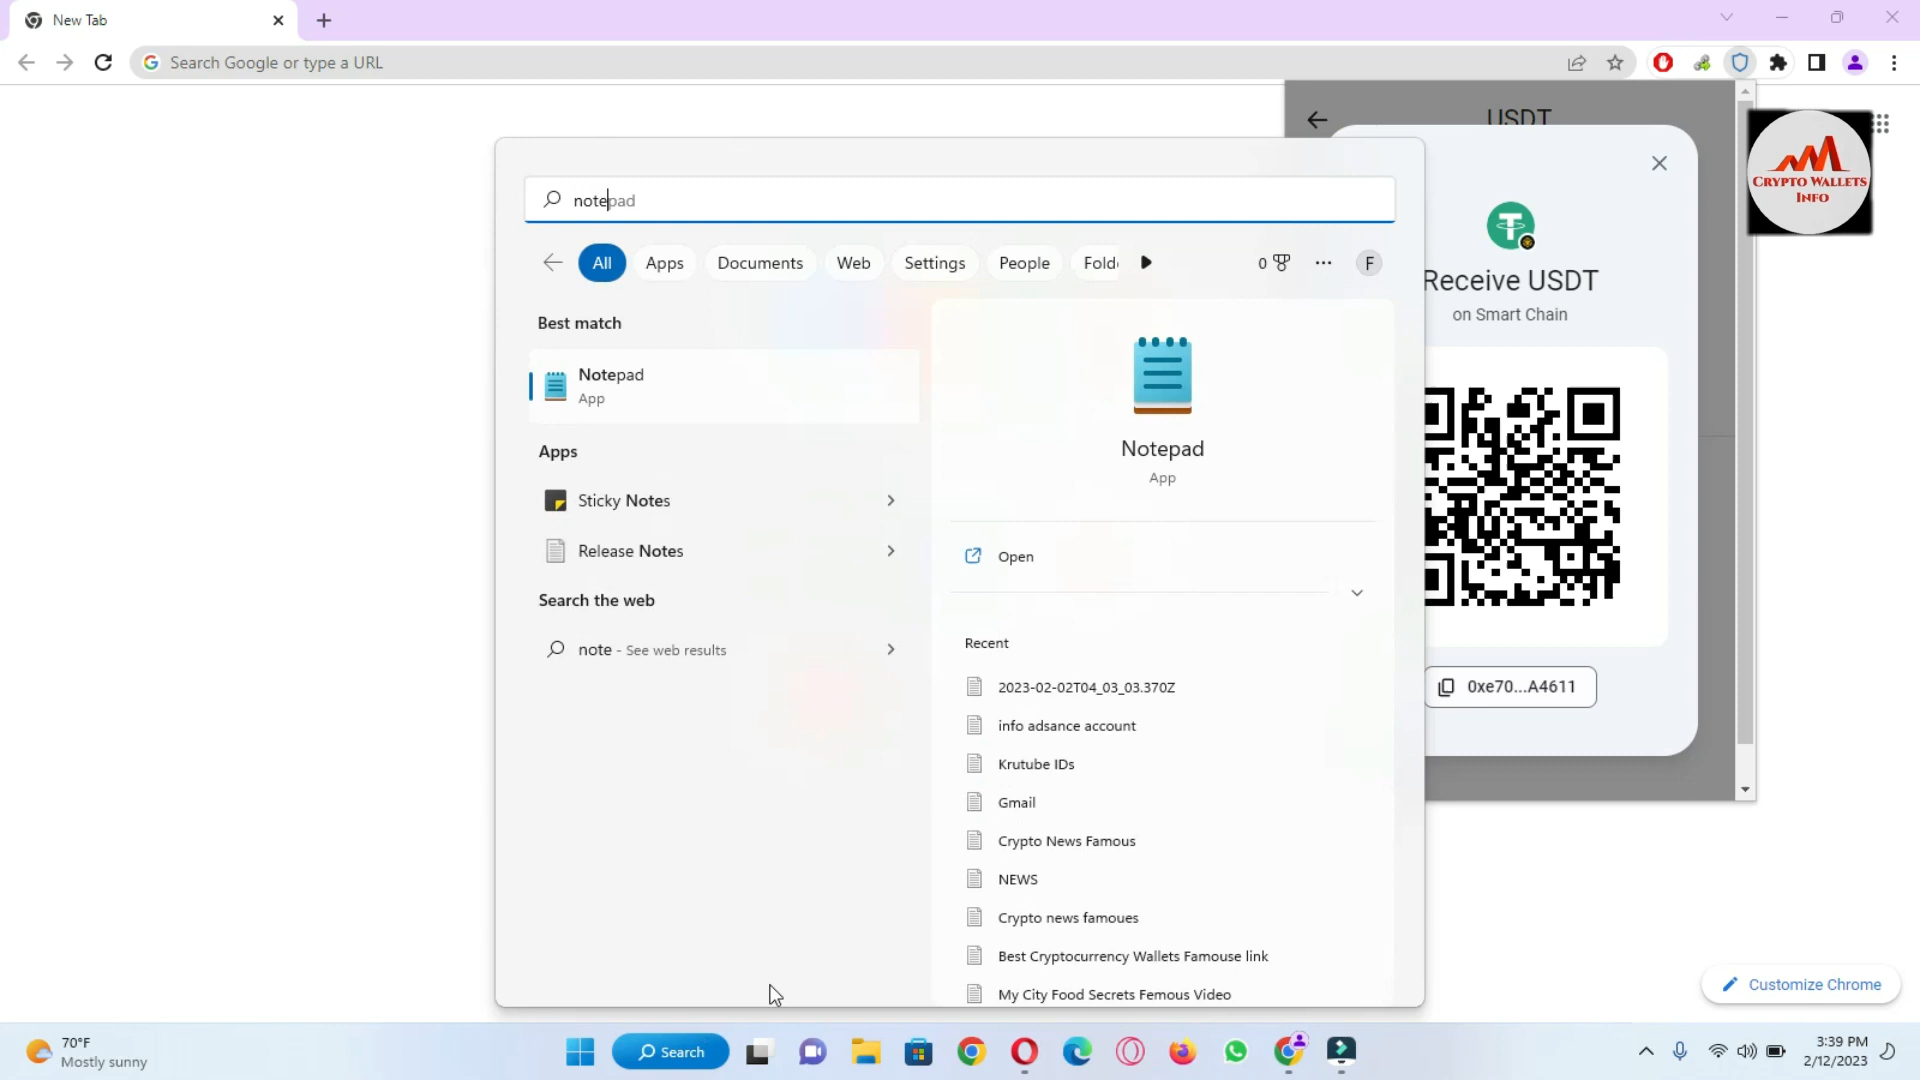 New Tab
Search Google or type a URL
USDT
CRYPTO WALLETS
INFO
notepad
All
Apps
Documents
Web
Settings
People
Folde
0
F
Best match
Notepad
App
Apps
Sticky Notes
Release Notes
Search the web
note - See web results
Notepad
App
Open
Recent
2023-02-02T04_03_03.370Z
info adsance account
Krutube IDs
Gmail
Crypto News Famous
NEWS
Crypto news famoues
Best Cryptocurrency Wallets Famouse link
My City Food Secrets Femous Video
Receive USDT
on Smart Chain
0xe70...A4611
Customize Chrome
70°F
Mostly sunny
Search
3:39 PM
2/12/2023